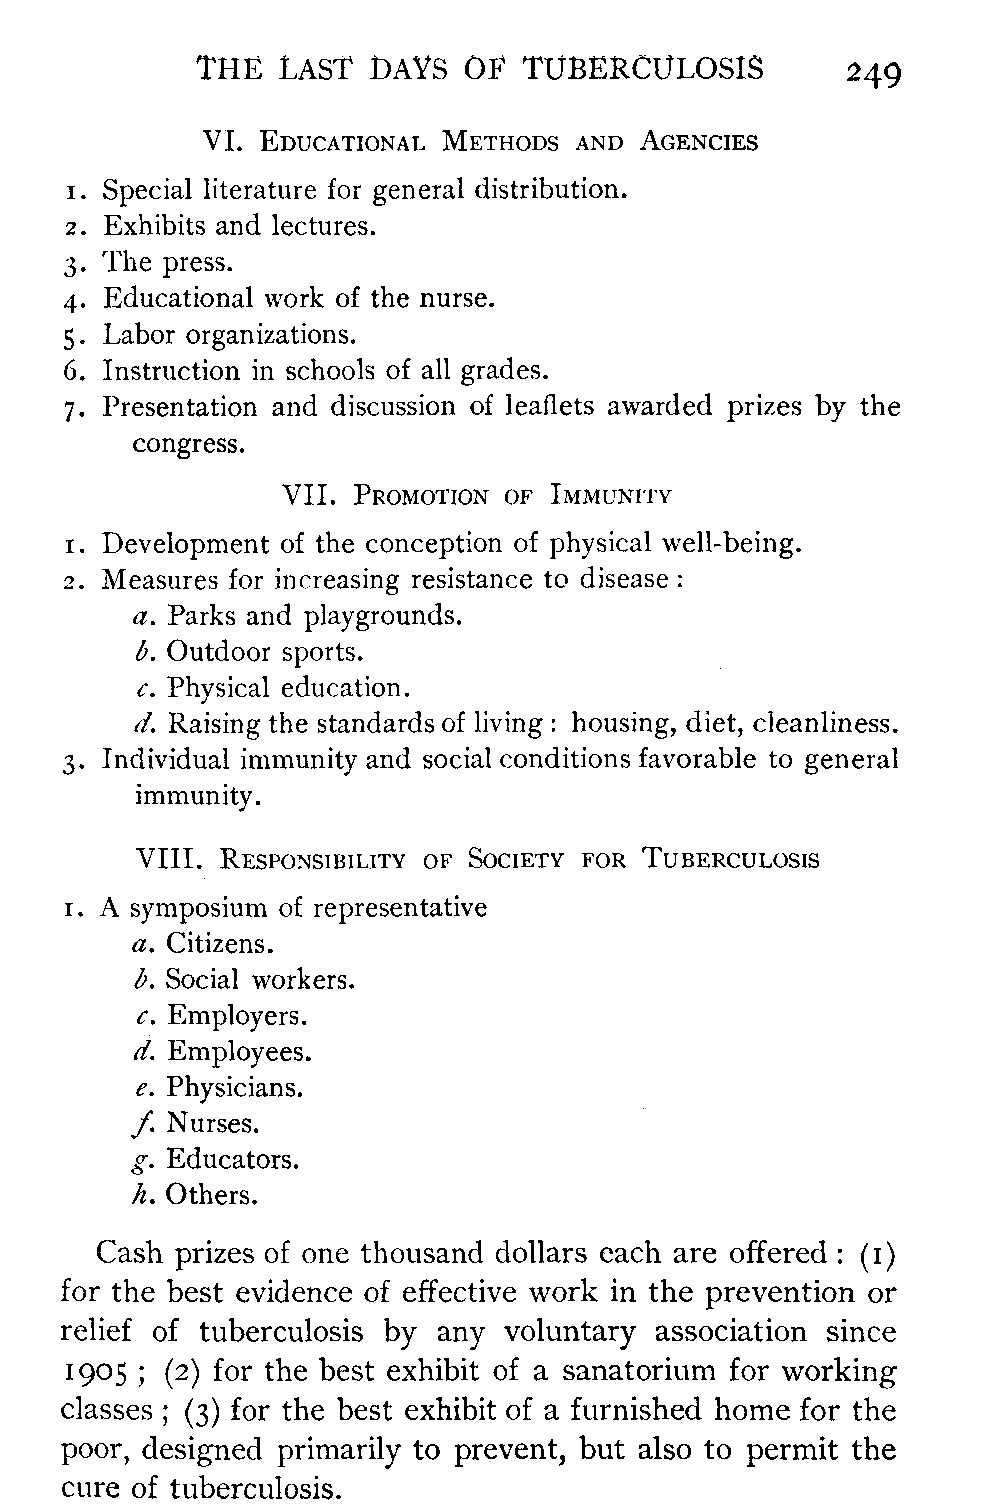 THE LAST DAYS OF TUBERCULOSIS 249
VI. EDUCATIONAL METHODS AND AGENCIES
1. Special literature for general distribution.
2. Exhibits and lectures.
3. The press.
4. Educational work of the nurse.
5. Labor organizations.
6. Instruction in schools of all grades.
7. Presentation and discussion of leaflets awarded prizes by the
congress.
VII. PROMOTION OF IMMUNITY
1. Development of the conception of physical well-being.
2. Measures for increasing resistance to disease :
a. Parks and playgrounds.
b. Outdoor sports.
c. Physical education.
d. Raising the standards of living : housing, diet, cleanliness.
3. Individual immunity and social conditions favorable to general
immunity.
VIII. RESPONSIBILITY OF SOCIETY FOR TUBERCULOSIS
1. A symposium of representative
a. Citizens.
b. Social workers.
c. Employers.
d. Employees.
e. Physicians.
f. Nurses.
g. Educators.
h. Others.
Cash prizes of one thousand dollars each are offered : (1)
for the best evidence of effective work in the prevention or
relief of tuberculosis by any voluntary association since
1905 ; (2) for the best exhibit of a sanatorium for working
classes ; (3) for the best exhibit of a furnished home for the
poor, designed primarily to prevent, but also to permit the
cure of tuberculosis.